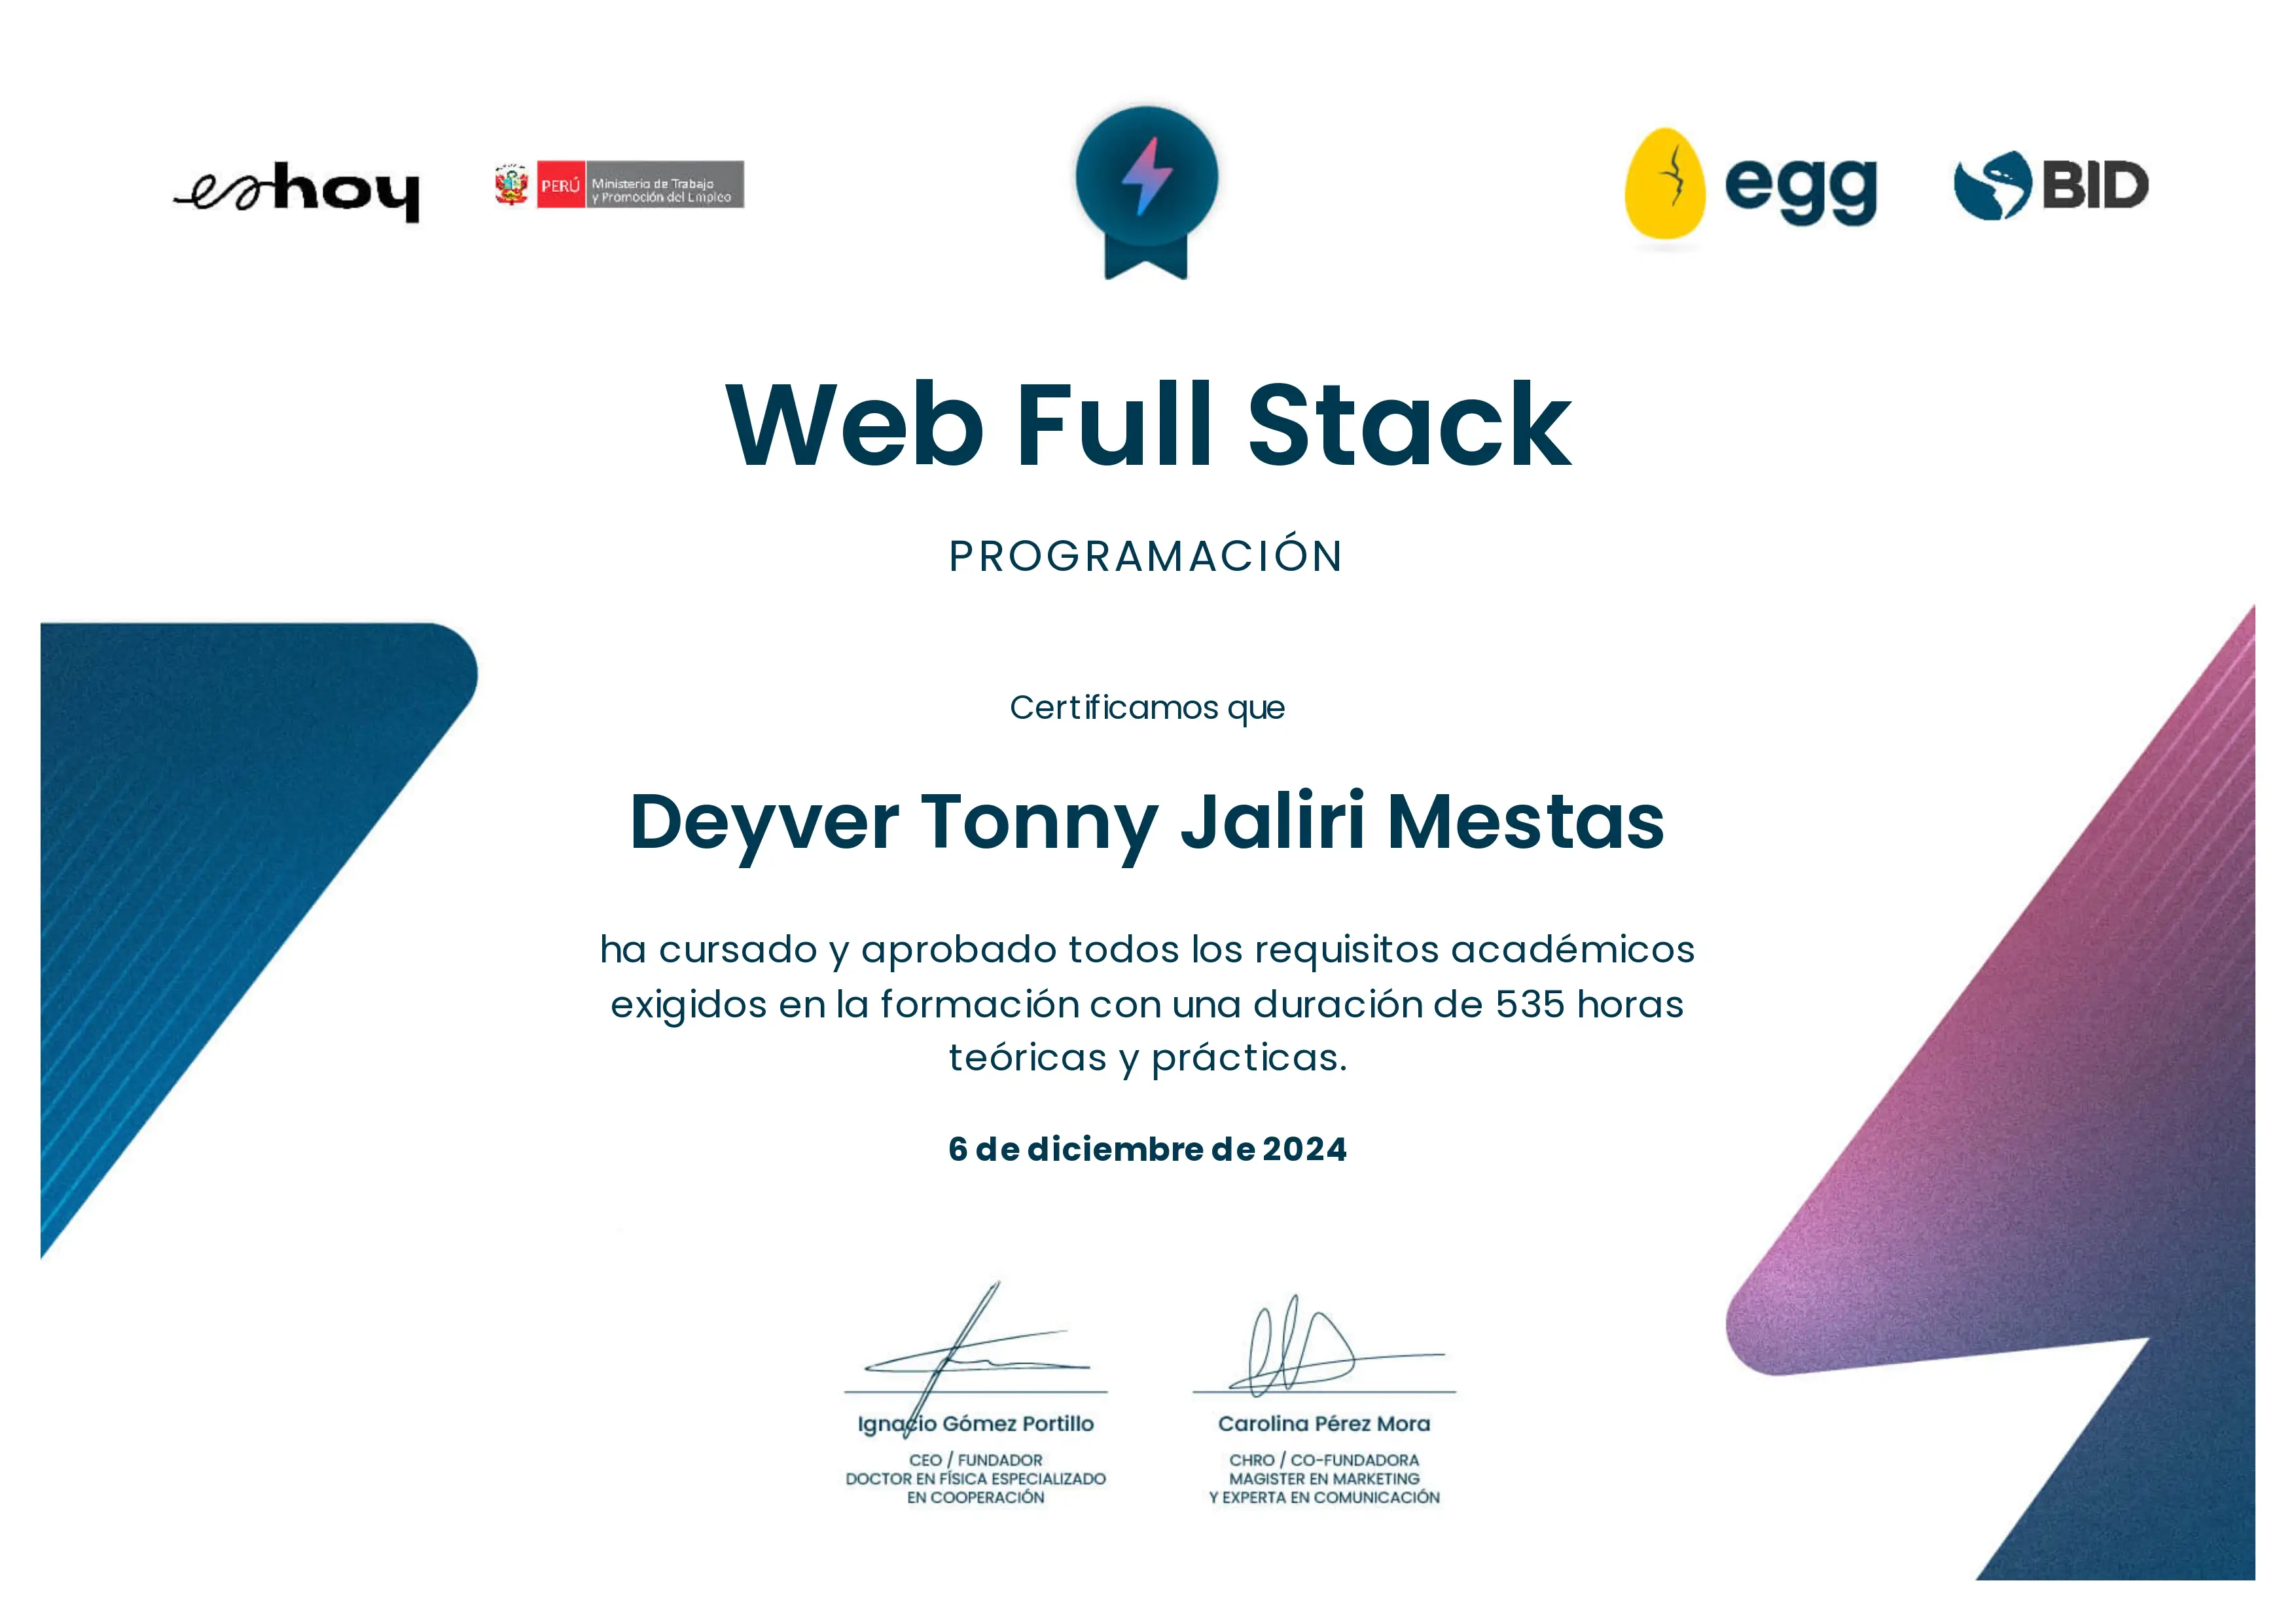 eshoy
PERÚ
Ministerio de Trabajo
y Promoción del Empleo
egg
BID
Web Full Stack
PROGRAMACIÓN
Certificamos que
Deyver Tonny Jaliri Mestas
ha cursado y aprobado todos los requisitos académicos
exigidos en la formación con una duración de 535 horas
teóricas y prácticas.
6 de diciembre de 2024
Ignacio Gómez Portillo
CEO / FUNDADOR
DOCTOR EN FÍSICA ESPECIALIZADO
EN COOPERACIÓN
Carolina Pérez Mora
CHRO / CO-FUNDADORA
MAGISTER EN MARKETING
Y EXPERTA EN COMUNICACIÓN